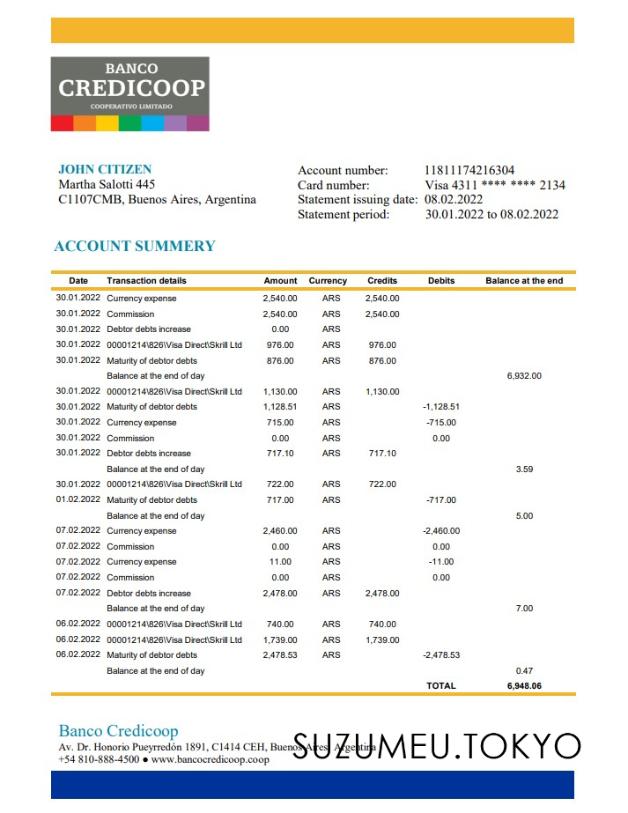 BANCO
CREDICOOP
COOPERATIVO LIMITADO
JOHN CITIZEN
Martha Salotti 445
C1107CMB, Buenos Aires, Argentina
Account number: 11811174216304
Card number: Visa 4311 **** **** 2134
Statement issuing date: 08.02.2022
Statement period: 30.01.2022 to 08.02.2022
ACCOUNT SUMMERY
Date Transaction details Amount Currency Credits Debits Balance at the end
30.01.2022 Currency expense 2,540.00 ARS 2,540.00
30.01.2022 Commission 2,540.00 ARS 2,540.00
30.01.2022 Debtor debts increase 0.00 ARS
30.01.2022 00001214\826\Visa Direct\Skrill Ltd 976.00 ARS 976.00
30.01.2022 Maturity of debtor debts 876.00 ARS 876.00
Balance at the end of day 6,932.00
30.01.2022 00001214\826\Visa Direct\Skrill Ltd 1,130.00 ARS 1,130.00
30.01.2022 Maturity of debtor debts 1,128.51 ARS -1,128.51
30.01.2022 Currency expense 715.00 ARS -715.00
30.01.2022 Commission 0.00 ARS 0.00
30.01.2022 Debtor debts increase 717.10 ARS 717.10
Balance at the end of day 3.59
30.01.2022 00001214\826\Visa Direct\Skrill Ltd 722.00 ARS 722.00
01.02.2022 Maturity of debtor debts 717.00 ARS -717.00
Balance at the end of day 5.00
07.02.2022 Currency expense 2,460.00 ARS -2,460.00
07.02.2022 Commission 0.00 ARS 0.00
07.02.2022 Currency expense 11.00 ARS -11.00
07.02.2022 Commission 0.00 ARS 0.00
07.02.2022 Debtor debts increase 2,478.00 ARS 2,478.00
Balance at the end of day 7.00
06.02.2022 00001214\826\Visa Direct\Skrill Ltd 740.00 ARS 740.00
06.02.2022 00001214\826\Visa Direct\Skrill Ltd 1,739.00 ARS 1,739.00
06.02.2022 Maturity of debtor debts 2,478.53 ARS -2,478.53
Balance at the end of day 0.47
TOTAL 6,948.06
Banco Credicoop
Av. Dr. Honorio Pueyrredón 1891, C1414 CEH, Buenos Aires, Argentina
+54 810-888-4500 ● www.bancocredicoop.coop
SUZUMEU.TOKYO